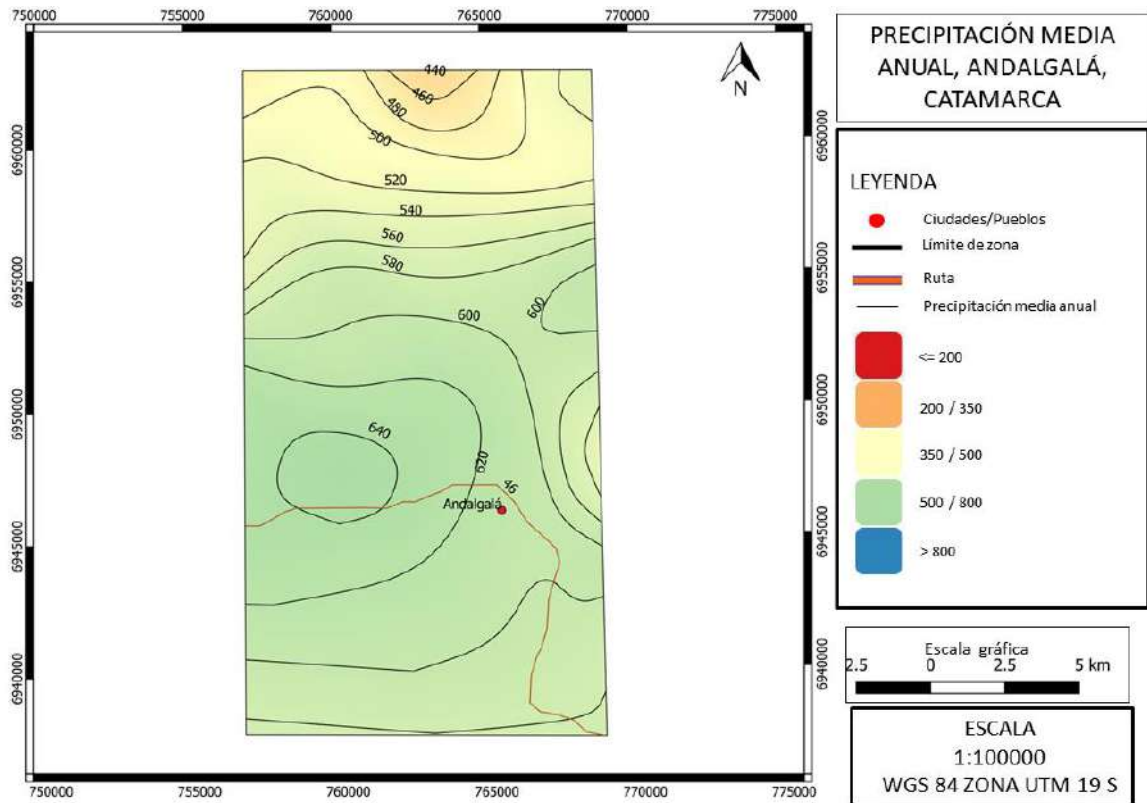 750000
755000
760000
765000
770000
775000
6960000
6955000
6950000
6945000
6940000
440
460
480
500
520
540
560
580
600
600
640
620
46
Andalgalá
N
6960000
6955000
6950000
6945000
6940000
750000
755000
760000
765000
770000
775000
PRECIPITACIÓN MEDIA
ANUAL, ANDALGALÁ,
CATAMARCA
LEYENDA
Ciudades/Pueblos
Límite de zona
Ruta
Precipitación media anual
<= 200
200 / 350
350 / 500
500 / 800
> 800
Escala gráfica
2.5 0 2.5 5 km
ESCALA
1:100000
WGS 84 ZONA UTM 19 S